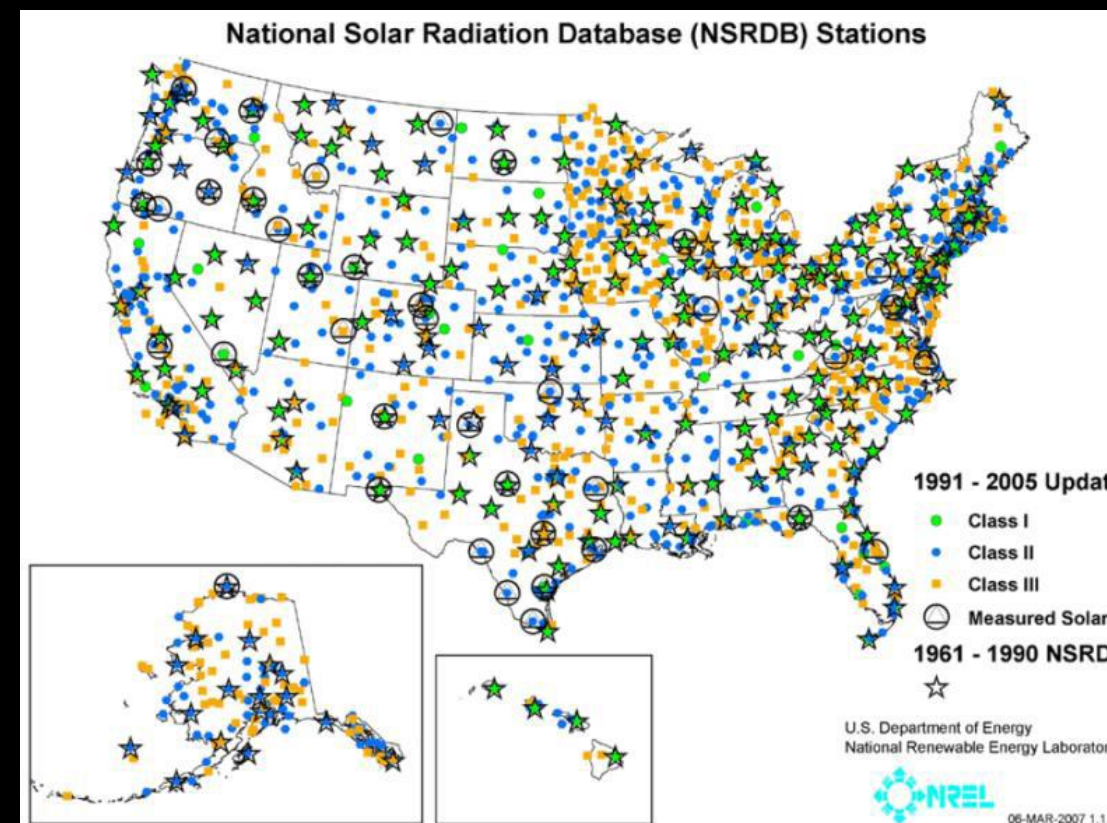 National Solar Radiation Database (NSRDB) Stations
1991 - 2005 Updat
Class I
Class II
Class III
Measured Solar
1961 - 1990 NSRD
U.S. Department of Energy
National Renewable Energy Laborator
NREL
06-MAR-2007 1.1